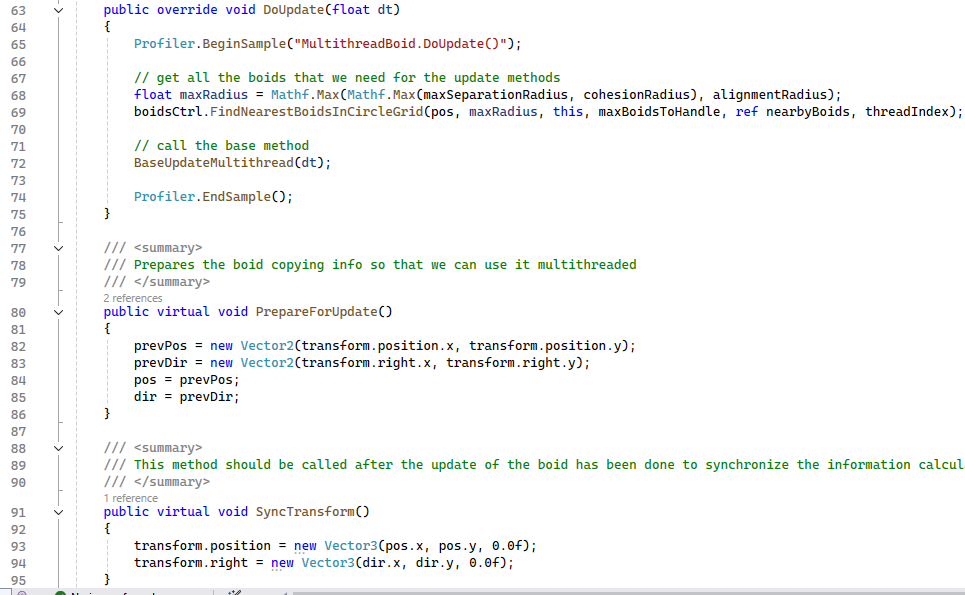 63 public override void DoUpdate(float dt)
64 {
65 Profiler.BeginSample("MultithreadBoid.DoUpdate()");
66
67 // get all the boids that we need for the update methods
68 float maxRadius = Mathf.Max(Mathf.Max(maxSeparationRadius, cohesionRadius), alignmentRadius);
69 boidsCtrl.FindNearestBoidsInCircleGrid(pos, maxRadius, this, maxBoidsToHandle, ref nearbyBoids, threadIndex);
70
71 // call the base method
72 BaseUpdateMultithread(dt);
73
74 Profiler.EndSample();
75 }
76
77 /// <summary>
78 /// Prepares the boid copying info so that we can use it multithreaded
79 /// </summary>
2 references
80 public virtual void PrepareForUpdate()
81 {
82 prevPos = new Vector2(transform.position.x, transform.position.y);
83 prevDir = new Vector2(transform.right.x, transform.right.y);
84 pos = prevPos;
85 dir = prevDir;
86 }
87
88 /// <summary>
89 /// This method should be called after the update of the boid has been done to synchronize the information calcul
90 /// </summary>
1 reference
91 public virtual void SyncTransform()
92 {
93 transform.position = new Vector3(pos.x, pos.y, 0.0f);
94 transform.right = new Vector3(dir.x, dir.y, 0.0f);
95 }